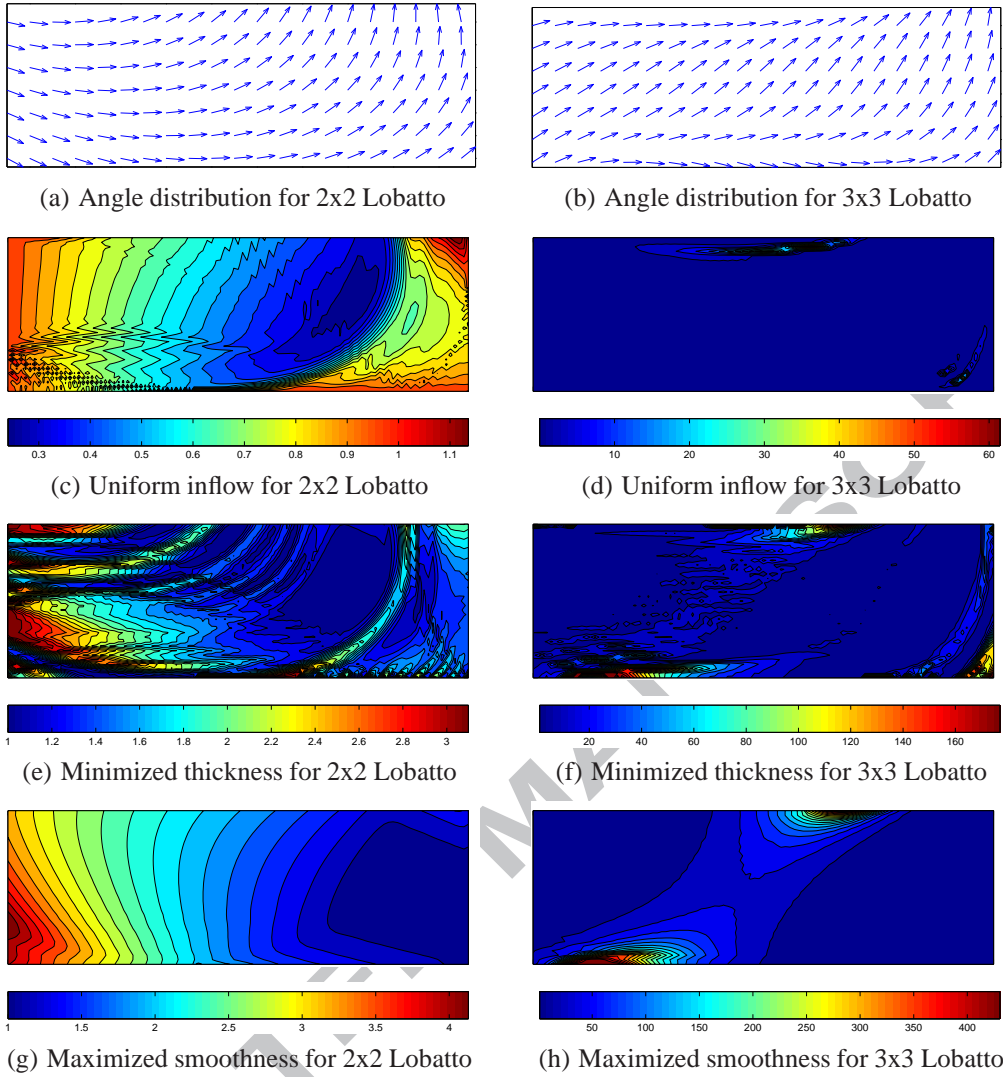 (a) Angle distribution for 2x2 Lobatto
(b) Angle distribution for 3x3 Lobatto
0.3 0.4 0.5 0.6 0.7 0.8 0.9 1 1.1
10 20 30 40 50 60
(c) Uniform inflow for 2x2 Lobatto
(d) Uniform inflow for 3x3 Lobatto
1 1.2 1.4 1.6 1.8 2 2.2 2.4 2.6 2.8 3
20 40 60 80 100 120 140 160
(e) Minimized thickness for 2x2 Lobatto
(f) Minimized thickness for 3x3 Lobatto
1 1.5 2 2.5 3 3.5 4
50 100 150 200 250 300 350 400
(g) Maximized smoothness for 2x2 Lobatto
(h) Maximized smoothness for 3x3 Lobatto